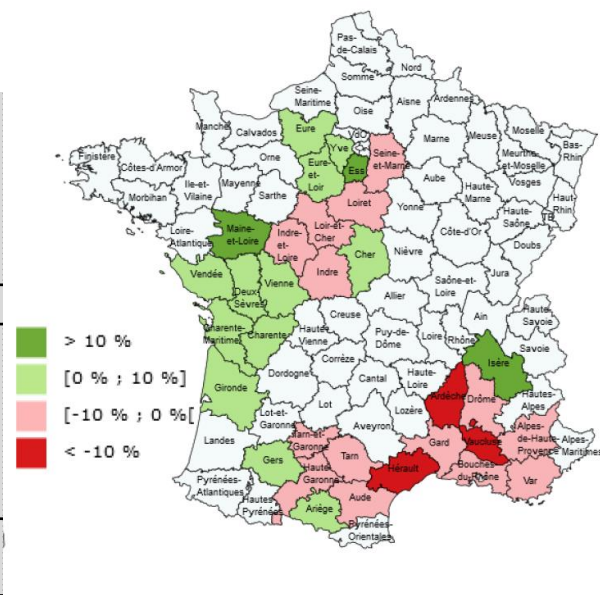 Pas-
de-Calais
Nord
Somme
Seine-
Maritime
Oise
Aisne
Ardennes
Manche
Calvados
Eure
VdO
Yve
Ess
Seine-
et-Marne
Marne
Meuse
Moselle
Meurthe-
et-Moselle
Bas-
Rhin
Finistère
Côtes-d'Armor
Orne
Eure-
et-
Loir
Aube
Haute-
Marne
Vosges
Haut-
Rhin
Morbihan
Ile-et-
Vilaine
Mayenne
Sarthe
Loiret
Yonne
Haute-
Saône
TB
Loire-
Atlantique
Maine-
et-Loire
Indre-
et-
Loire
Loir-et-
Cher
Cher
Nièvre
Côte-d'Or
Doubs
Vendée
Deux-
Sèvres
Vienne
Indre
Allier
Saône-et-
Loire
Jura
Charente-
Maritime
Charente
Haute-
Vienne
Creuse
Puy-de-
Dôme
Loire
Rhône
Ain
Haute-
Savoie
Savoie
Isère
> 10 %
[0 % ; 10 %]
[-10 % ; 0 %[
< -10 %
Gironde
Dordogne
Corrèze
Cantal
Haute-
Loire
Ardèche
Drôme
Hautes-
Alpes
Landes
Lot-et-
Garonne
Lot
Aveyron
Lozère
Gard
Vaucluse
Alpes-
de-Haute-
Provence
Alpes-
Maritimes
Gers
Tarn-et-
Garonne
Tarn
Hérault
Bouches-
du-Rhône
Var
Pyrénées-
Atlantiques
Hautes-
Pyrénées
Haute-
Garonne
Ariège
Aude
Pyrénées-
Orientales